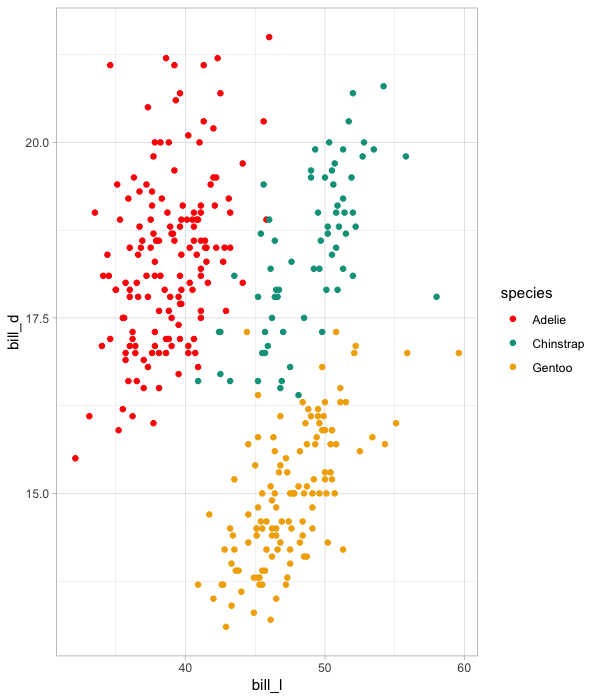 20.0
17.5
15.0
bill_d
40
50
60
bill_l
species
Adelie
Chinstrap
Gentoo